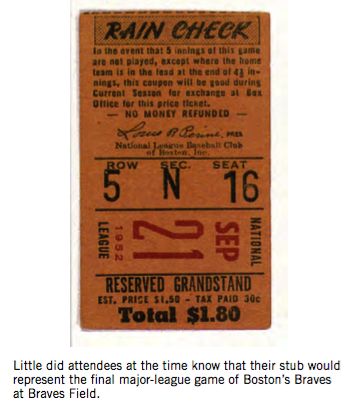 RAIN CHECK
In the event that 5 innings of this game
are not played, except where the home
team is in the lead at the end of 4½ in-
nings, this coupon will be good during
Current Season for exchange at Box
Office for this price ticket.
— NO MONEY REFUNDED —
Louis R. Perini, PRES.
National League Baseball Club
of Boston, Inc.
ROW SEC. SEAT
5 N 16
LEAGUE 1952 21 SEP NATIONAL
RESERVED GRANDSTAND
EST. PRICE $1.50 - TAX PAID 30c
Total $1.80
Little did attendees at the time know that their stub would
represent the final major-league game of Boston's Braves
at Braves Field.